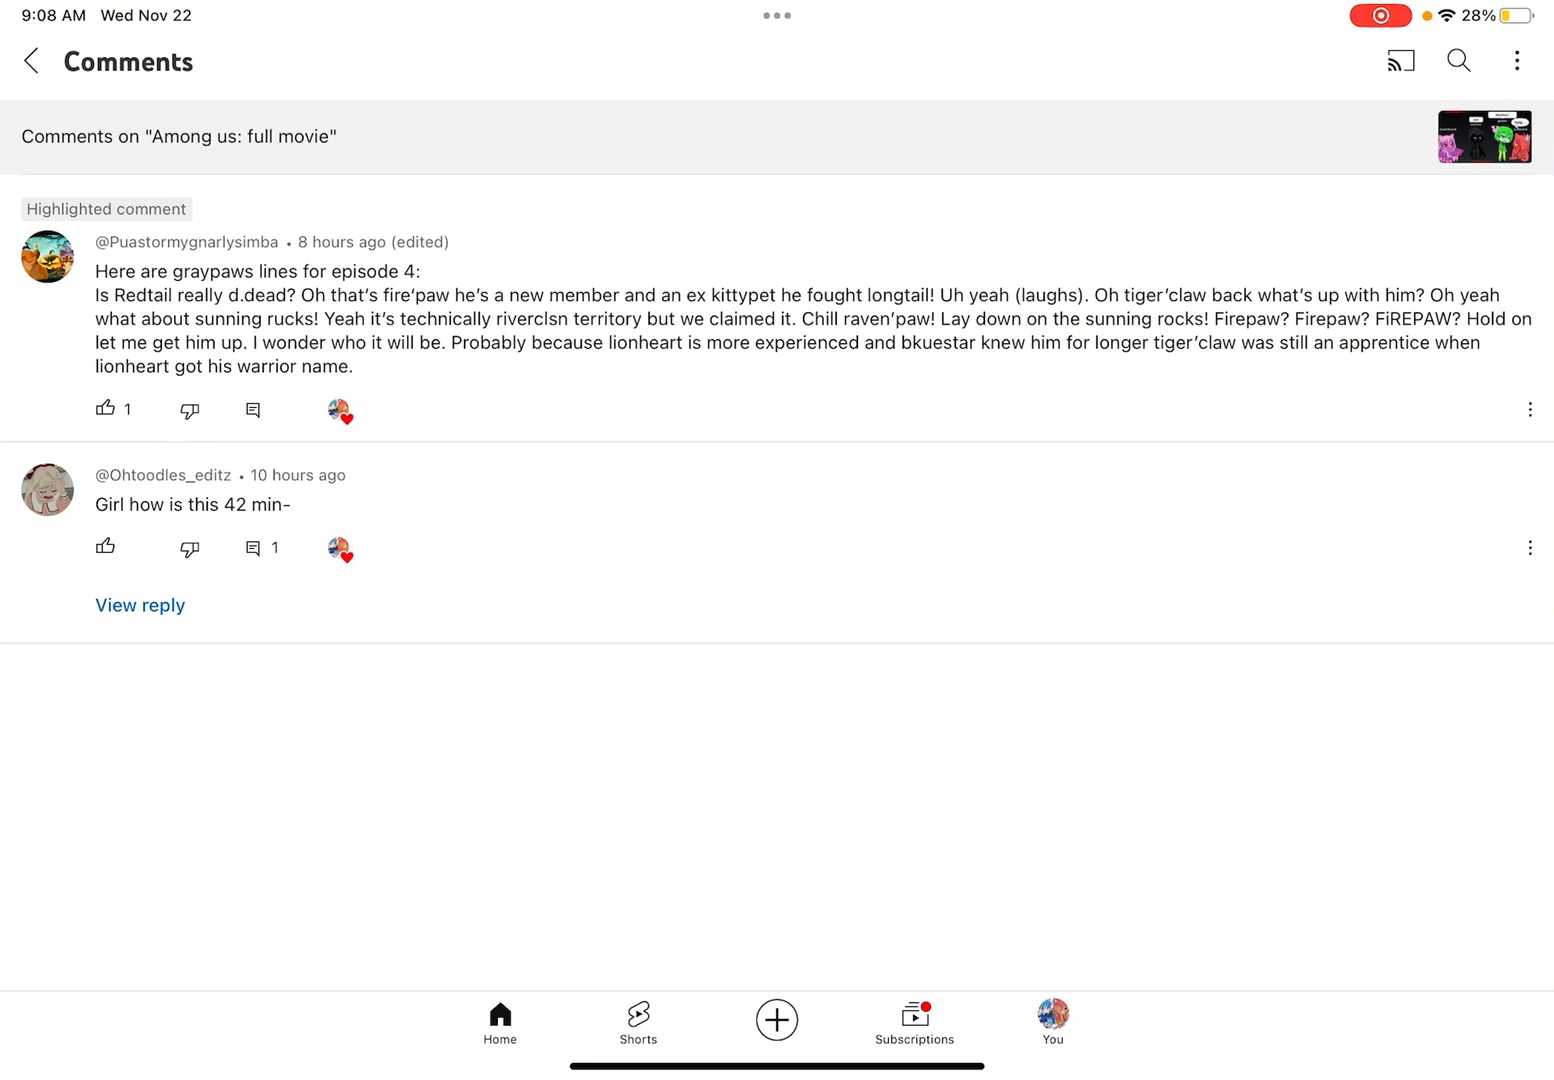 9:08 AM Wed Nov 22
28%
Comments
Comments on "Among us: full movie"
Highlighted comment
@Puastormygnarlysimba • 8 hours ago (edited)
Here are graypaws lines for episode 4:
Is Redtail really d.dead? Oh that’s fire‘paw he’s a new member and an ex kittypet he fought longtail! Uh yeah (laughs). Oh tiger’claw back what’s up with him? Oh yeah
what about sunning rucks! Yeah it’s technically riverclsn territory but we claimed it. Chill raven’paw! Lay down on the sunning rocks! Firepaw? Firepaw? FiREPAW? Hold on
let me get him up. I wonder who it will be. Probably because lionheart is more experienced and bkuestar knew him for longer tiger’claw was still an apprentice when
lionheart got his warrior name.
1
@Ohtoodles_editz • 10 hours ago
Girl how is this 42 min-
1
View reply
Home Shorts Subscriptions You